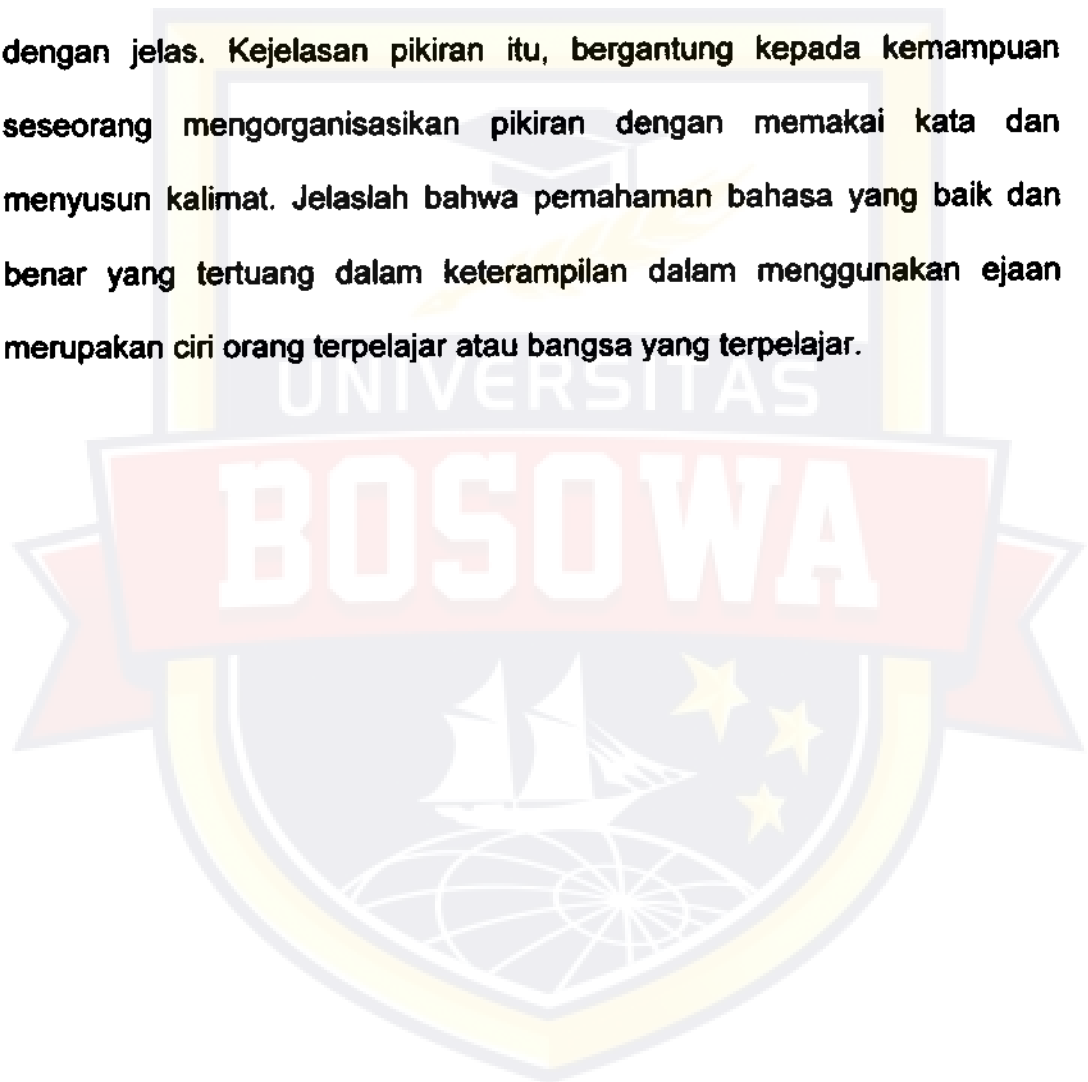 dengan jelas. Kejelasan pikiran itu, bergantung kepada kemampuan
seseorang mengorganisasikan pikiran dengan memakai kata dan
menyusun kalimat. Jelaslah bahwa pemahaman bahasa yang baik dan
benar yang tertuang dalam keterampilan dalam menggunakan ejaan
merupakan ciri orang terpelajar atau bangsa yang terpelajar.
UNIVERSITAS
BOSOWA